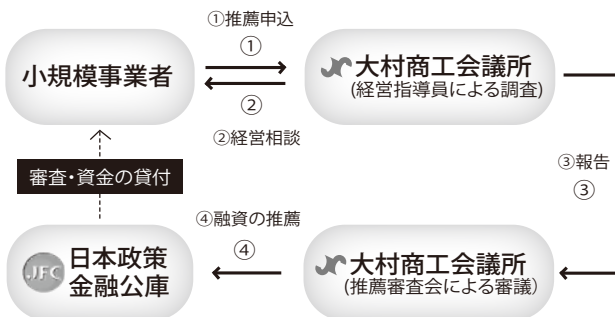 ①推薦申込
①
小規模事業者
大村商工会議所
(経営指導員による調査)
②
②経営相談
③報告
③
審査・資金の貸付
④融資の推薦
④
JFC
日本政策
金融公庫
大村商工会議所
(推薦審査会による審議)